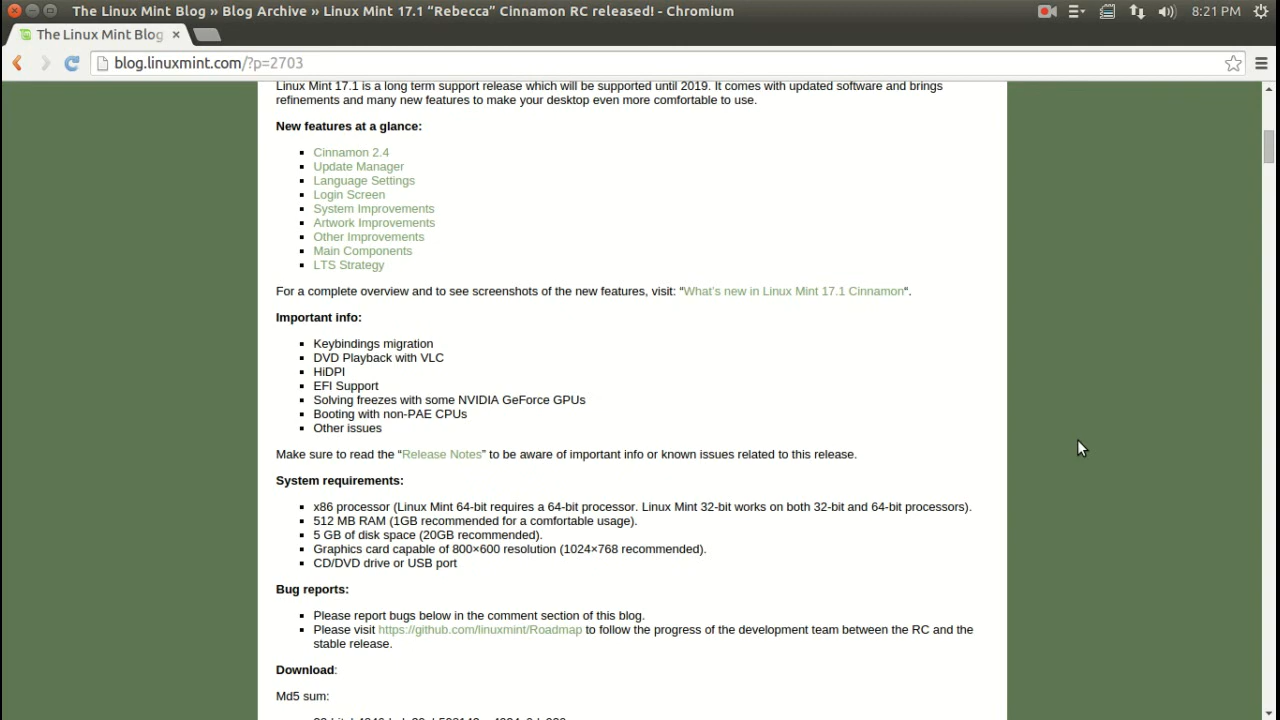 The Linux Mint Blog » Blog Archive » Linux Mint 17.1 “Rebecca” Cinnamon RC released! - Chromium
8:21 PM
The Linux Mint Blog
blog.linuxmint.com/?p=2703
Linux Mint 17.1 is a long term support release which will be supported until 2019. It comes with updated software and brings
refinements and many new features to make your desktop even more comfortable to use.
New features at a glance:
Cinnamon 2.4
Update Manager
Language Settings
Login Screen
System Improvements
Artwork Improvements
Other Improvements
Main Components
LTS Strategy
For a complete overview and to see screenshots of the new features, visit: “What’s new in Linux Mint 17.1 Cinnamon“.
Important info:
Keybindings migration
DVD Playback with VLC
HiDPI
EFI Support
Solving freezes with some NVIDIA GeForce GPUs
Booting with non-PAE CPUs
Other issues
Make sure to read the “Release Notes” to be aware of important info or known issues related to this release.
System requirements:
x86 processor (Linux Mint 64-bit requires a 64-bit processor. Linux Mint 32-bit works on both 32-bit and 64-bit processors).
512 MB RAM (1GB recommended for a comfortable usage).
5 GB of disk space (20GB recommended).
Graphics card capable of 800×600 resolution (1024×768 recommended).
CD/DVD drive or USB port
Bug reports:
Please report bugs below in the comment section of this blog.
Please visit https://github.com/linuxmint/Roadmap to follow the progress of the development team between the RC and the
stable release.
Download:
Md5 sum: